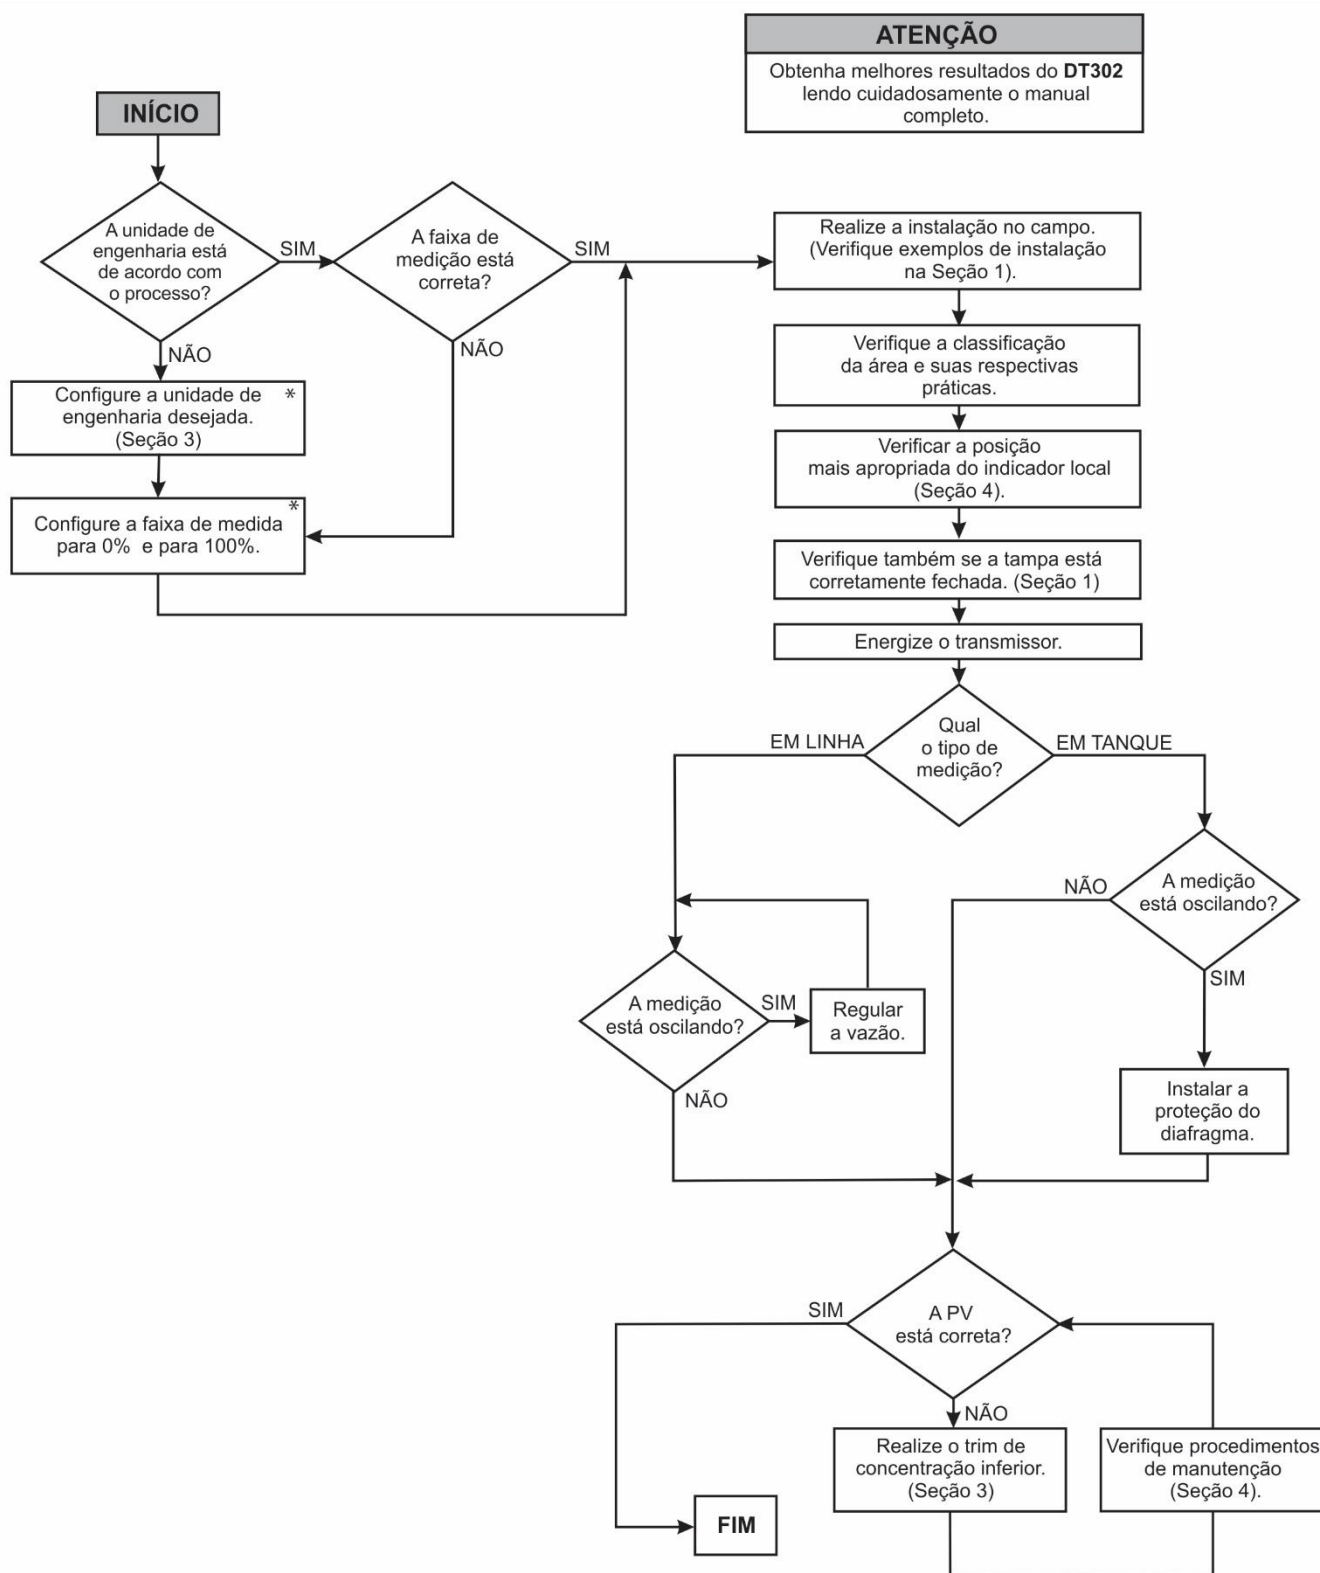 ATENÇÃO
Obtenha melhores resultados do DT302
lendo cuidadosamente o manual
completo.
INÍCIO
A unidade de
engenharia está
de acordo com
o processo?
SIM
NÃO
A faixa de
medição está
correta?
SIM
NÃO
Configure a unidade de *
engenharia desejada.
(Seção 3)
Configure a faixa de medida *
para 0% e para 100%.
Realize a instalação no campo.
(Verifique exemplos de instalação
na Seção 1).
Verifique a classificação
da área e suas respectivas
práticas.
Verificar a posição
mais apropriada do indicador local
(Seção 4).
Verifique também se a tampa está
corretamente fechada. (Seção 1)
Energize o transmissor.
Qual
o tipo de
medição?
EM LINHA
EM TANQUE
A medição
está oscilando?
NÃO
SIM
A medição
está oscilando?
SIM
NÃO
Regular
a vazão.
Instalar a
proteção do
diafragma.
A PV
está correta?
SIM
NÃO
Realize o trim de
concentração inferior.
(Seção 3)
Verifique procedimentos
de manutenção
(Seção 4).
FIM